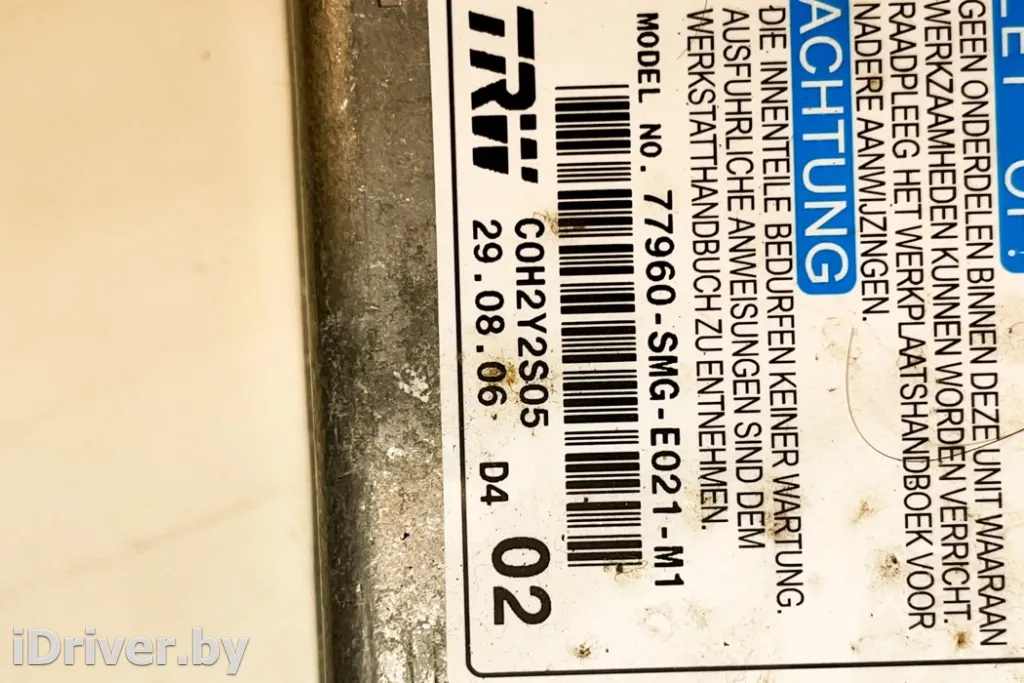 LET OP!
GEEN ONDERDELEN BINNEN DEZE UNIT WAARAAN
WERKZAAMHEDEN KUNNEN WORDEN VERRICHT.
RAADPLEEG HET WERKPLAATSHANDBOEK VOOR
NADERE AANWIJZINGEN.
ACHTUNG
DIE INNENTEILE BEDURFEN KEINER WARTUNG.
AUSFUHRLICHE ANWEISUNGEN SIND DEM
WERKSTATTHANDBUCH ZU ENTNEHMEN.
MODEL NO. 77960-SMG-E021-M1
TRW COH2Y2S05
29.08.06 D4 02
iDriver.by